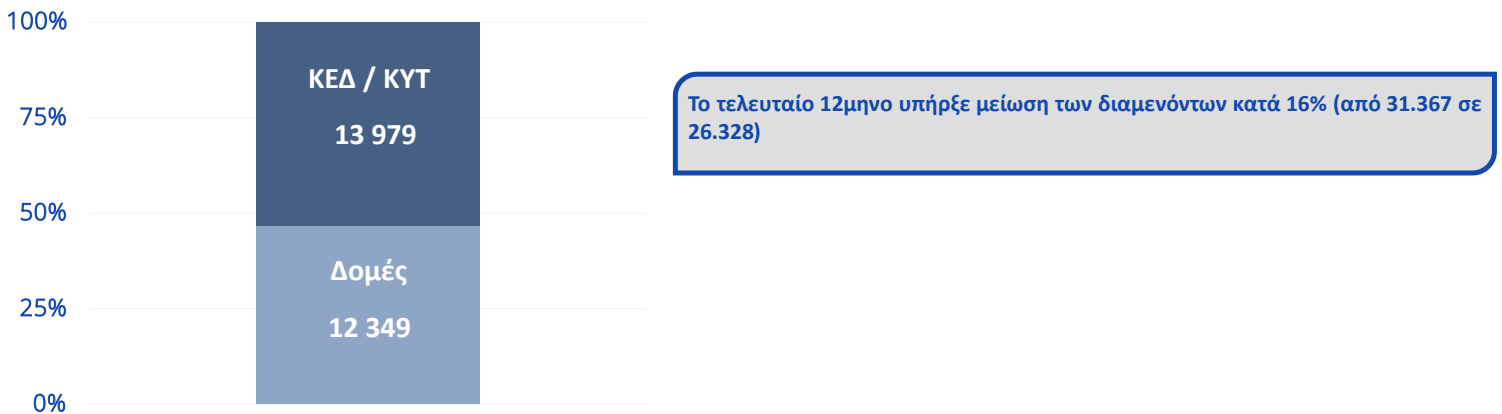 100%
75%
50%
25%
0%
ΚΕΔ / ΚΥΤ
13 979
Δομές
12 349
Το τελευταίο 12μηνο υπήρξε μείωση των διαμενόντων κατά 16% (από 31.367 σε
26.328)